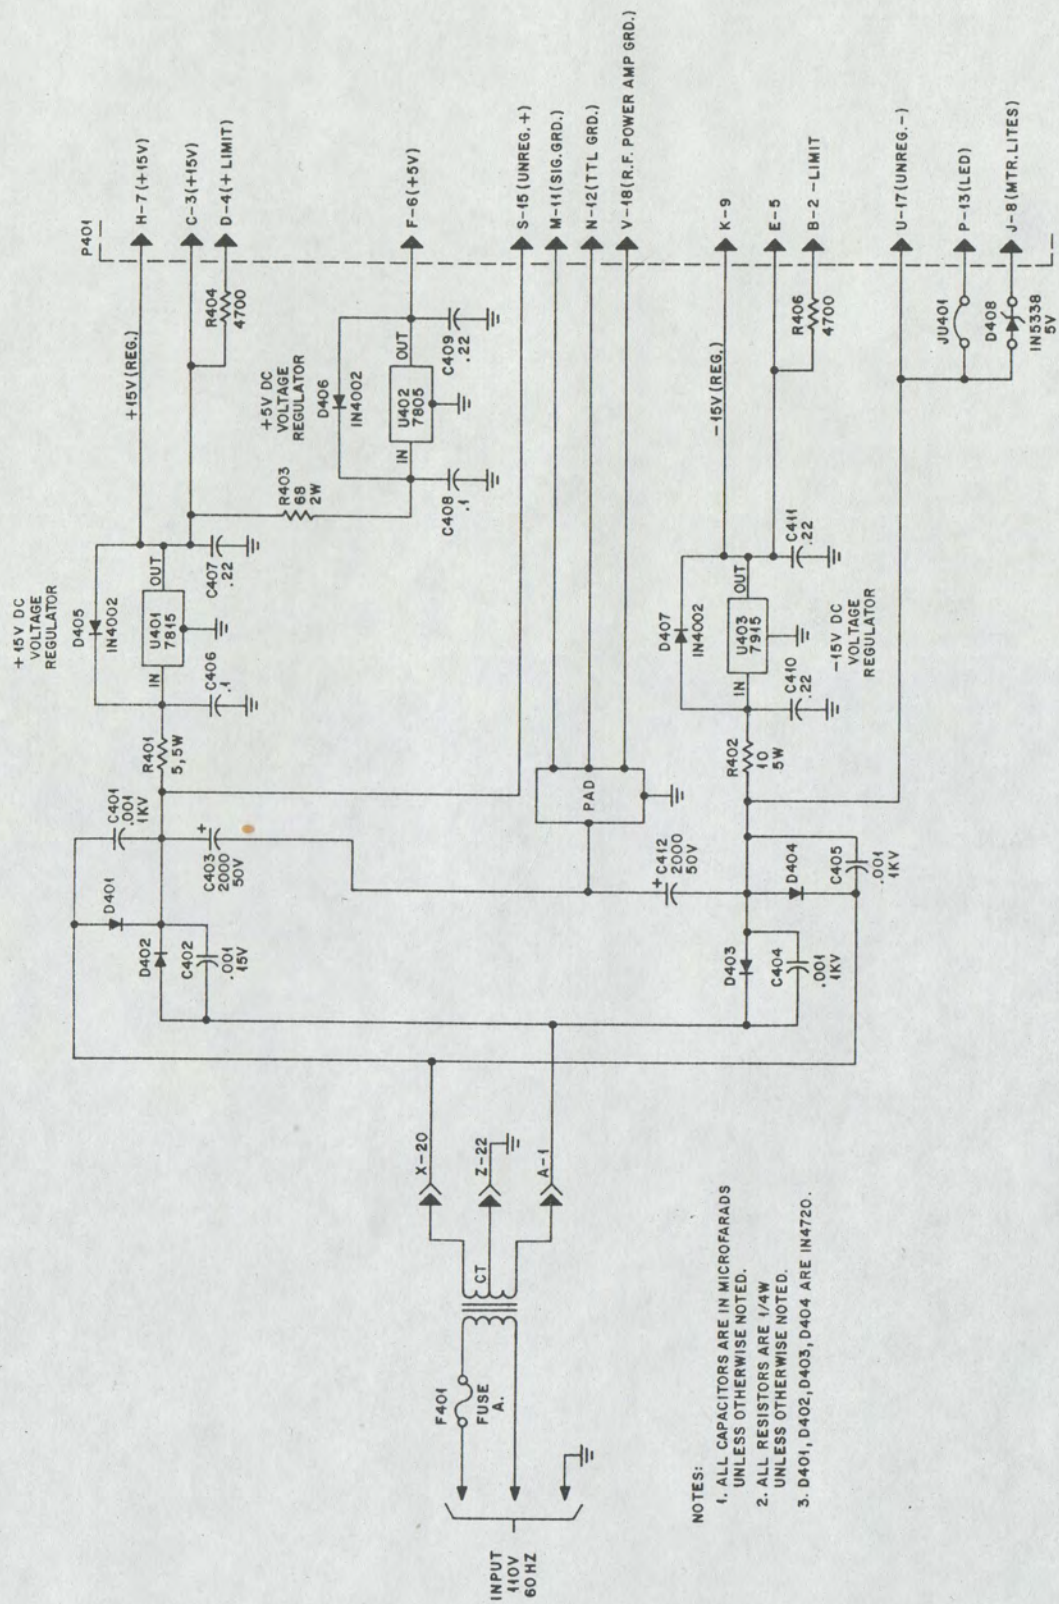 P401
H-7(+15V)
C-3(+15V)
D-4(+ LIMIT)
F-6(+5V)
S-15(UNREG.+)
M-11(SIG.GRD.)
N-12(TTL GRD.)
V-18(R.F. POWER AMP GRD.)
K-9
E-5
B-2 -LIMIT
U-17(UNREG.-)
P-13(LED)
J-8(MTR.LITES)
+15V(REG.)
R404
4700
+15V DC
VOLTAGE
REGULATOR
D405
IN4002
IN
U401
7815
OUT
C406
.1
C407
.22
R401
5,5W
+5V DC
VOLTAGE
REGULATOR
D406
IN4002
IN
U402
7805
OUT
R403
68
2W
C408
.1
C409
.22
C401
.001
1KV
D401
D402
C402
.001
15V
+
C403
2000
50V
PAD
+
C412
2000
50V
D403
C404
.001
1KV
D404
C405
.001
1KV
R402
10
5W
D407
IN4002
IN
U403
7915
OUT
C410
.22
C411
.22
-15V DC
VOLTAGE
REGULATOR
-15V(REG.)
R406
4700
JU401
D408
IN5338
5V
X-20
Z-22
A-1
CT
F401
FUSE
A.
INPUT
110V
60HZ
NOTES:
1. ALL CAPACITORS ARE IN MICROFARADS
UNLESS OTHERWISE NOTED.
2. ALL RESISTORS ARE 1/4W
UNLESS OTHERWISE NOTED.
3. D401, D402, D403, D404 ARE IN4720.